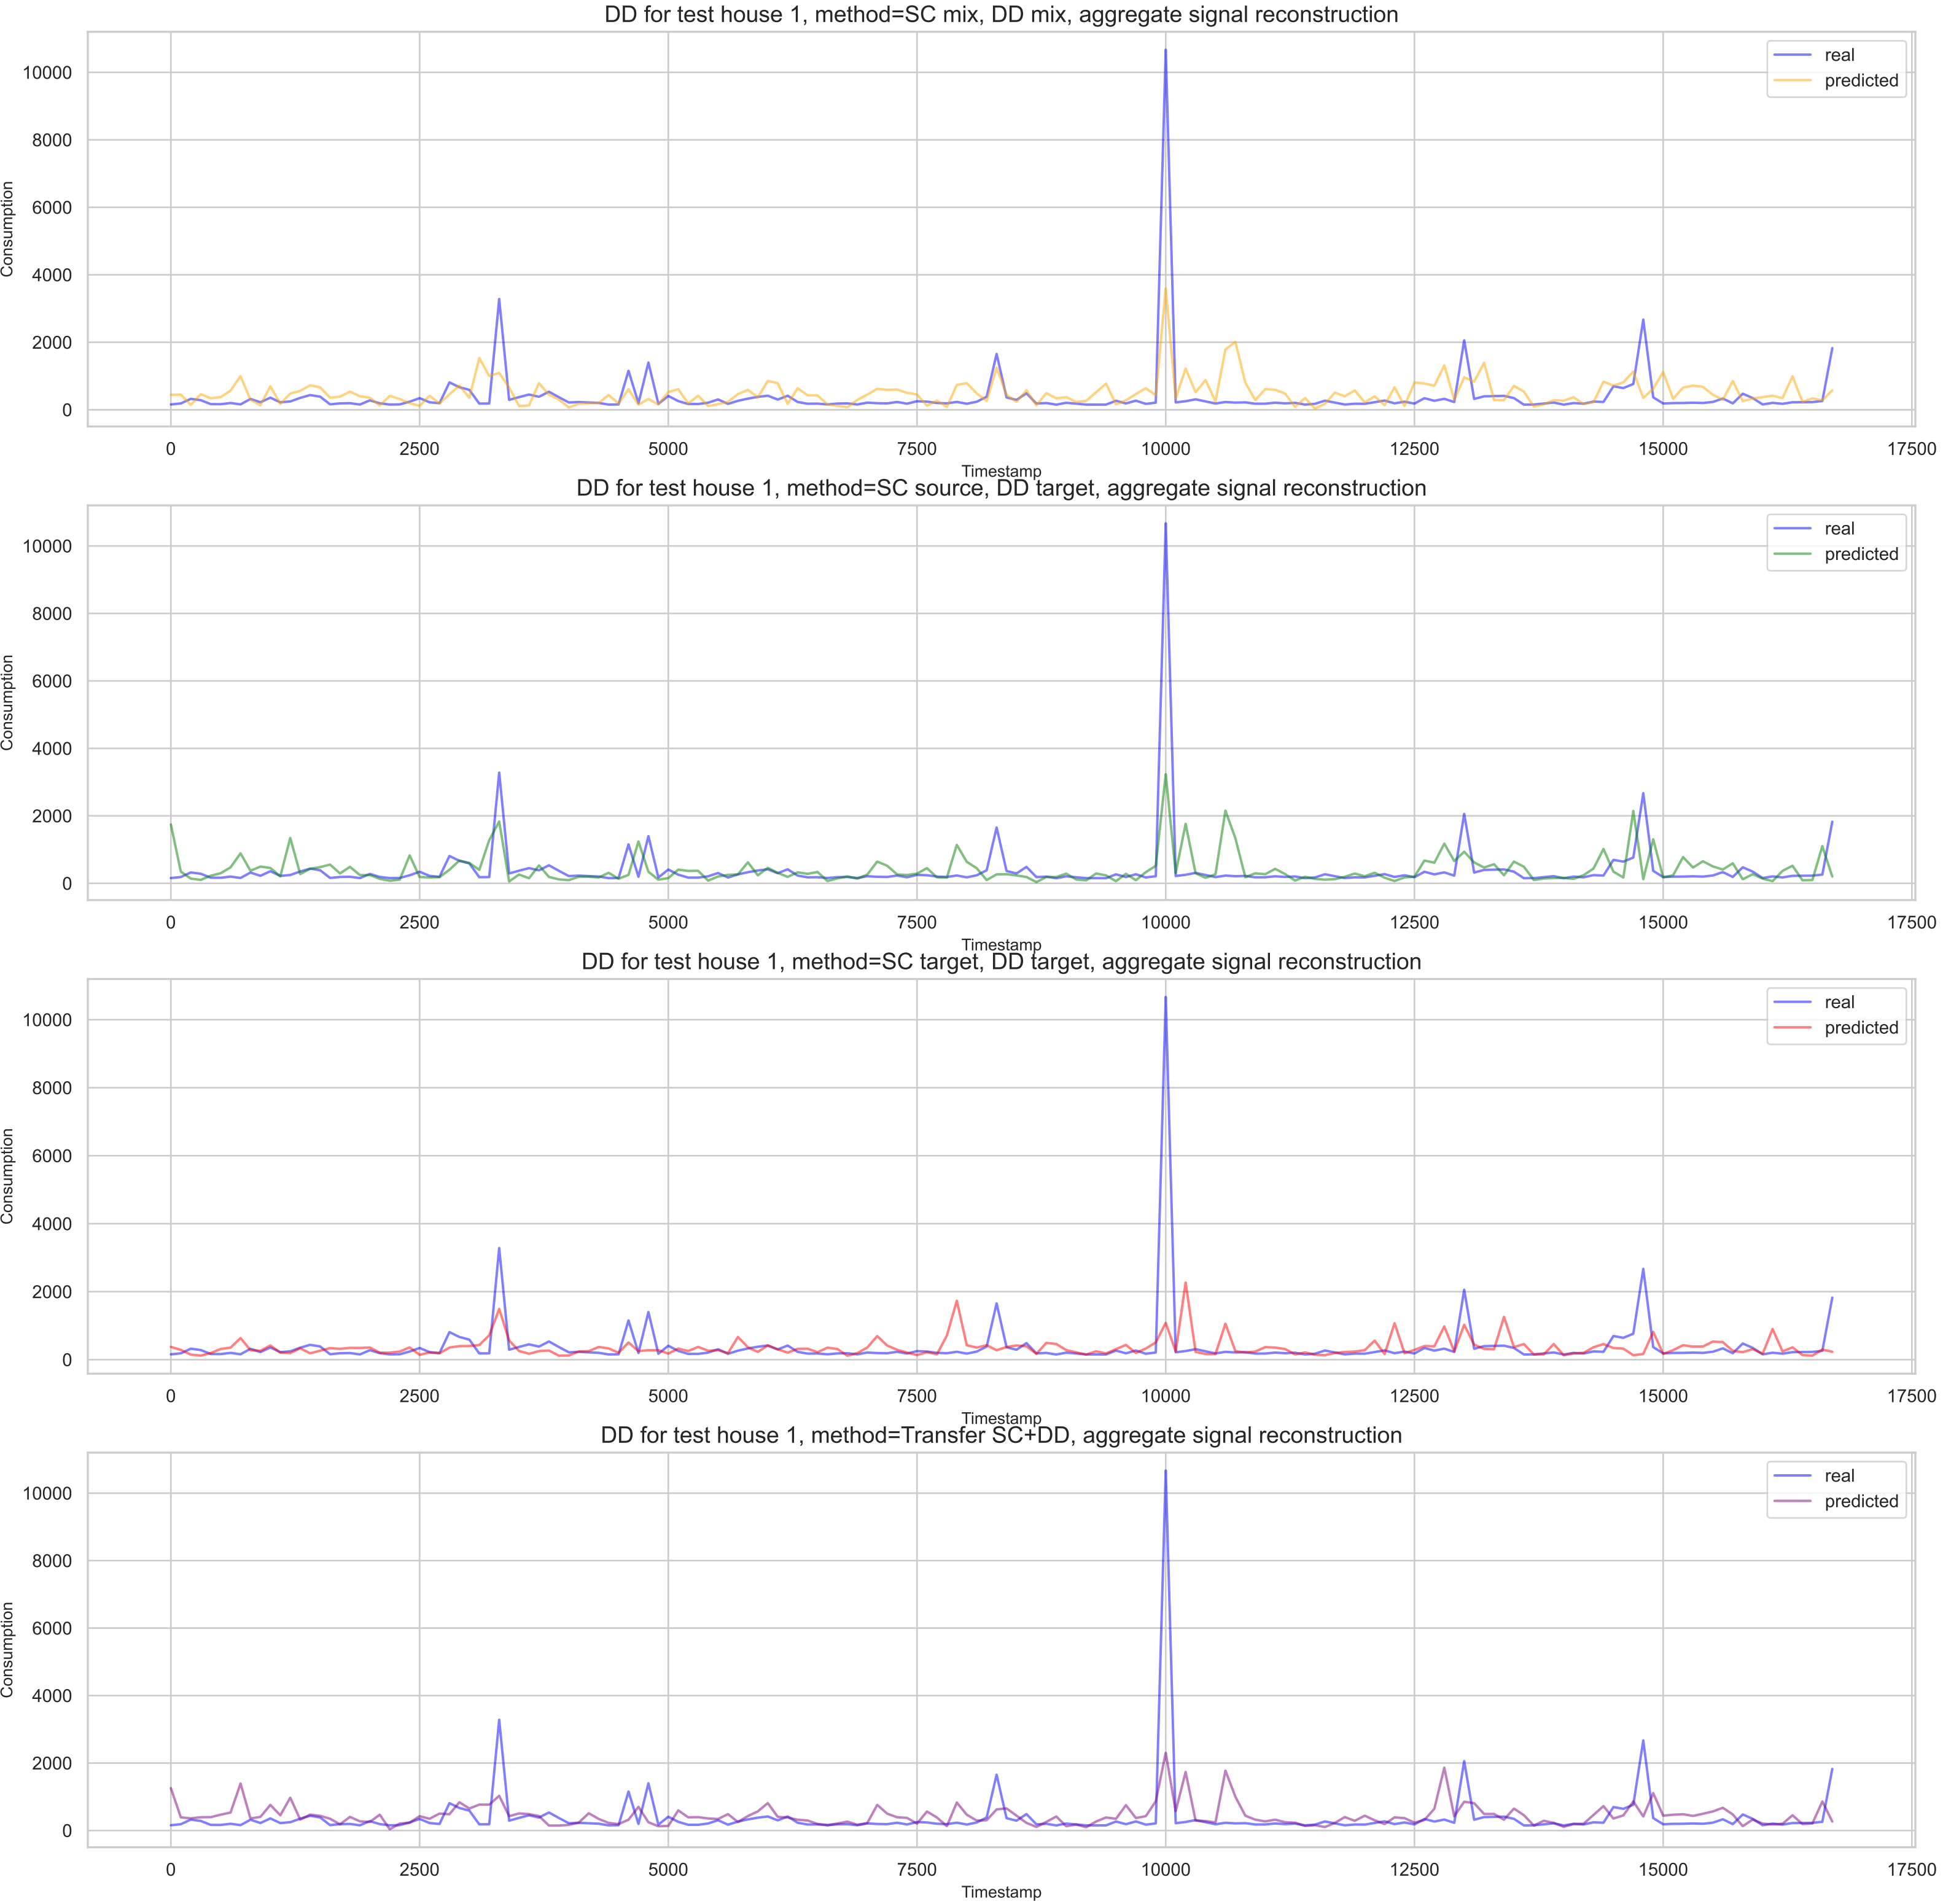 DD for test house 1, method=SC mix, DD mix, aggregate signal reconstruction
real
predicted
10000
8000
6000
4000
2000
0
Consumption
0 2500 5000 7500 10000 12500 15000 17500
Timestamp
DD for test house 1, method=SC source, DD target, aggregate signal reconstruction
real
predicted
10000
8000
6000
4000
2000
0
Consumption
0 2500 5000 7500 10000 12500 15000 17500
Timestamp
DD for test house 1, method=SC target, DD target, aggregate signal reconstruction
real
predicted
10000
8000
6000
4000
2000
0
Consumption
0 2500 5000 7500 10000 12500 15000 17500
Timestamp
DD for test house 1, method=Transfer SC+DD, aggregate signal reconstruction
real
predicted
10000
8000
6000
4000
2000
0
Consumption
0 2500 5000 7500 10000 12500 15000 17500
Timestamp